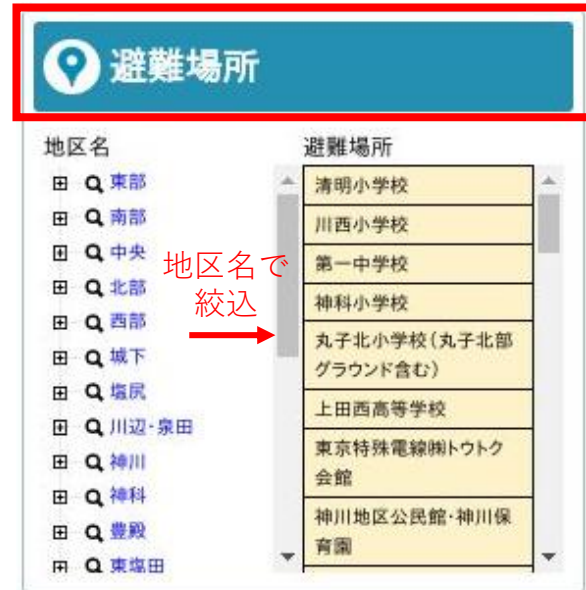 避難場所
地区名
東部
南部
中央
北部
西部
城下
塩尻
川辺・泉田
神川
神科
豊殿
東塩田
地区名で
絞込
避難場所
清明小学校
川西小学校
第一中学校
神科小学校
丸子北小学校(丸子北部
グラウンド含む)
上田西高等学校
東京特殊電線㈱トウトク
会館
神川地区公民館・神川保
育園